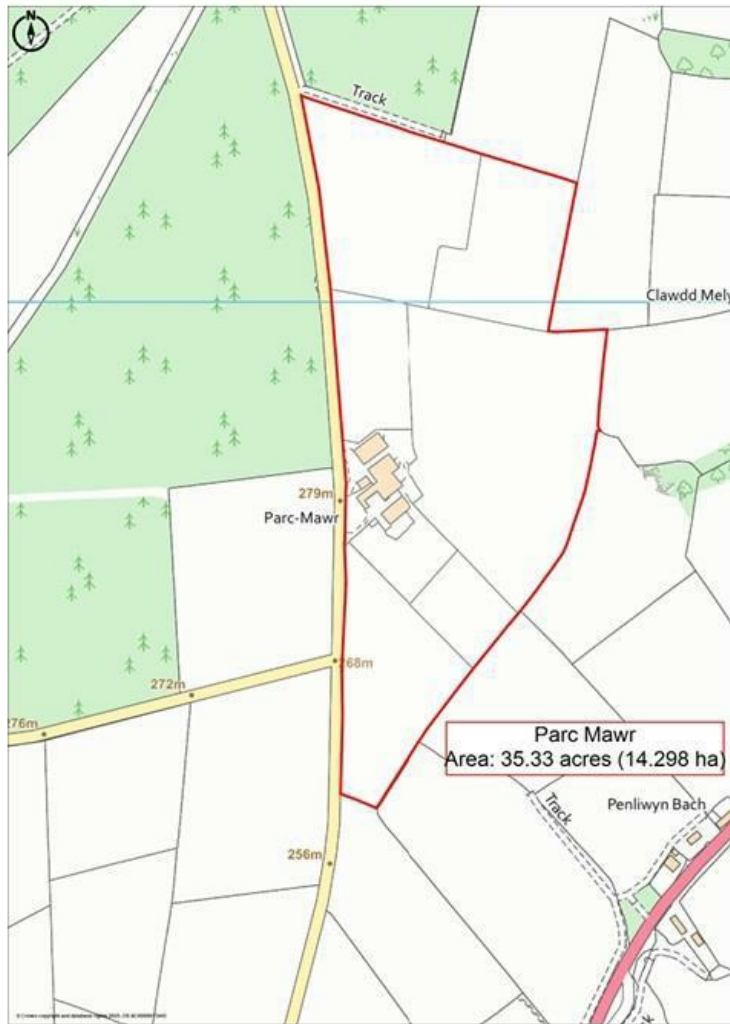 N
Track
Clawdd Mely
279m
Parc-Mawr
268m
272m
276m
Parc Mawr
Area: 35.33 acres (14.298 ha)
Track
Penliwyn Bach
256m